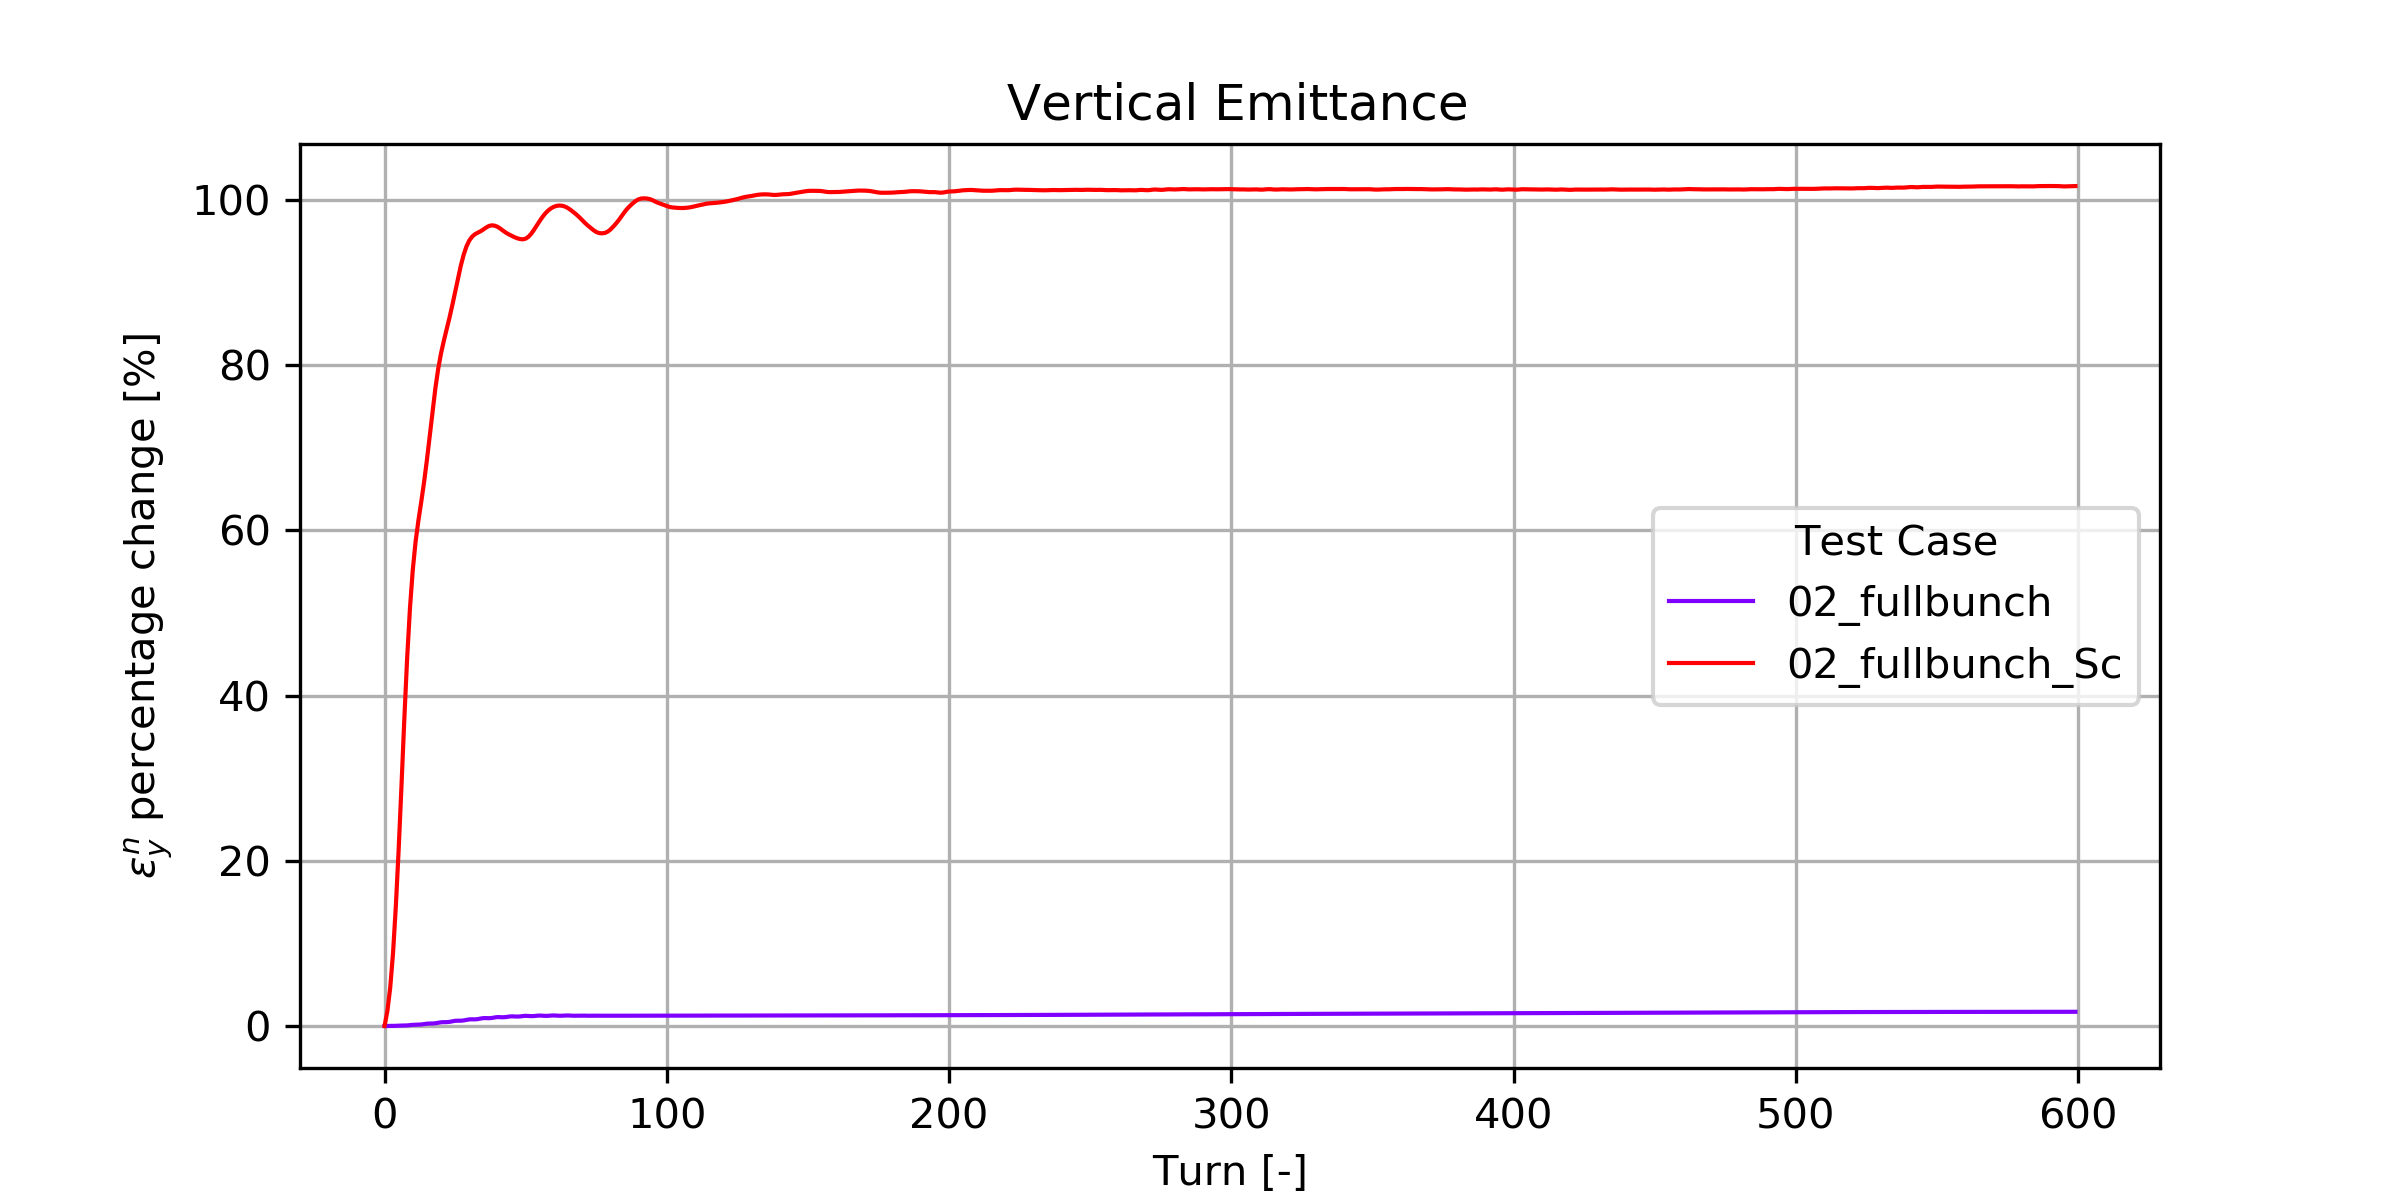 Vertical Emittance
εⁿᵧ percentage change [%]
100
80
60
40
20
0
Test Case
02_fullbunch
02_fullbunch_Sc
0 100 200 300 400 500 600
Turn [-]